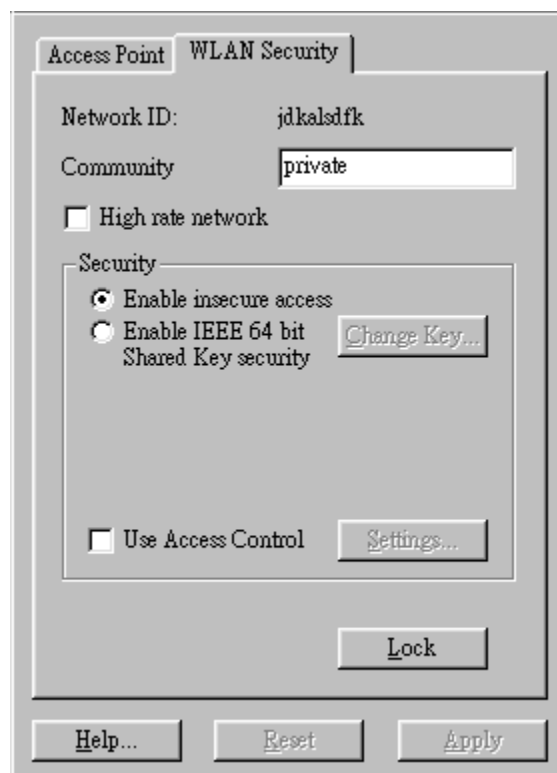 Access Point WLAN Security
Network ID: jdkalsdfk
Community private
High rate network
Security
Enable insecure access
Enable IEEE 64 bit
Shared Key security
Change Key...
Use Access Control Settings...
Lock
Help... Reset Apply